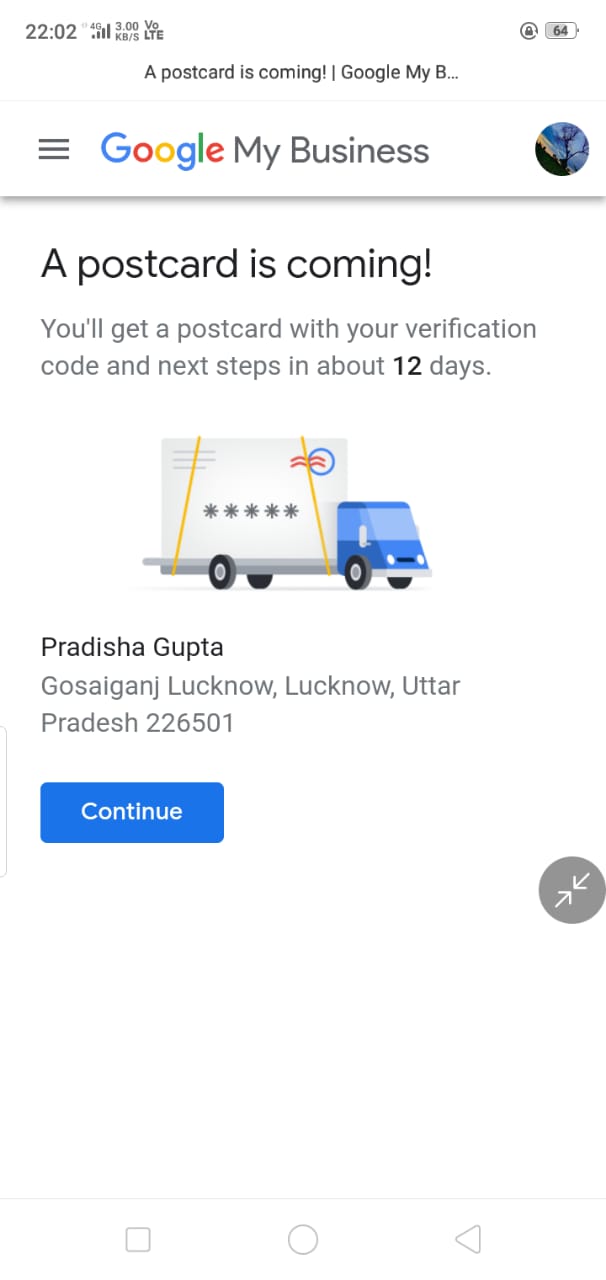 22:02 4G 3.00 KB/S Vo LTE 64
A postcard is coming! | Google My B...
Google My Business
A postcard is coming!
You'll get a postcard with your verification
code and next steps in about 12 days.
*****
Pradisha Gupta
Gosaiganj Lucknow, Lucknow, Uttar
Pradesh 226501
Continue